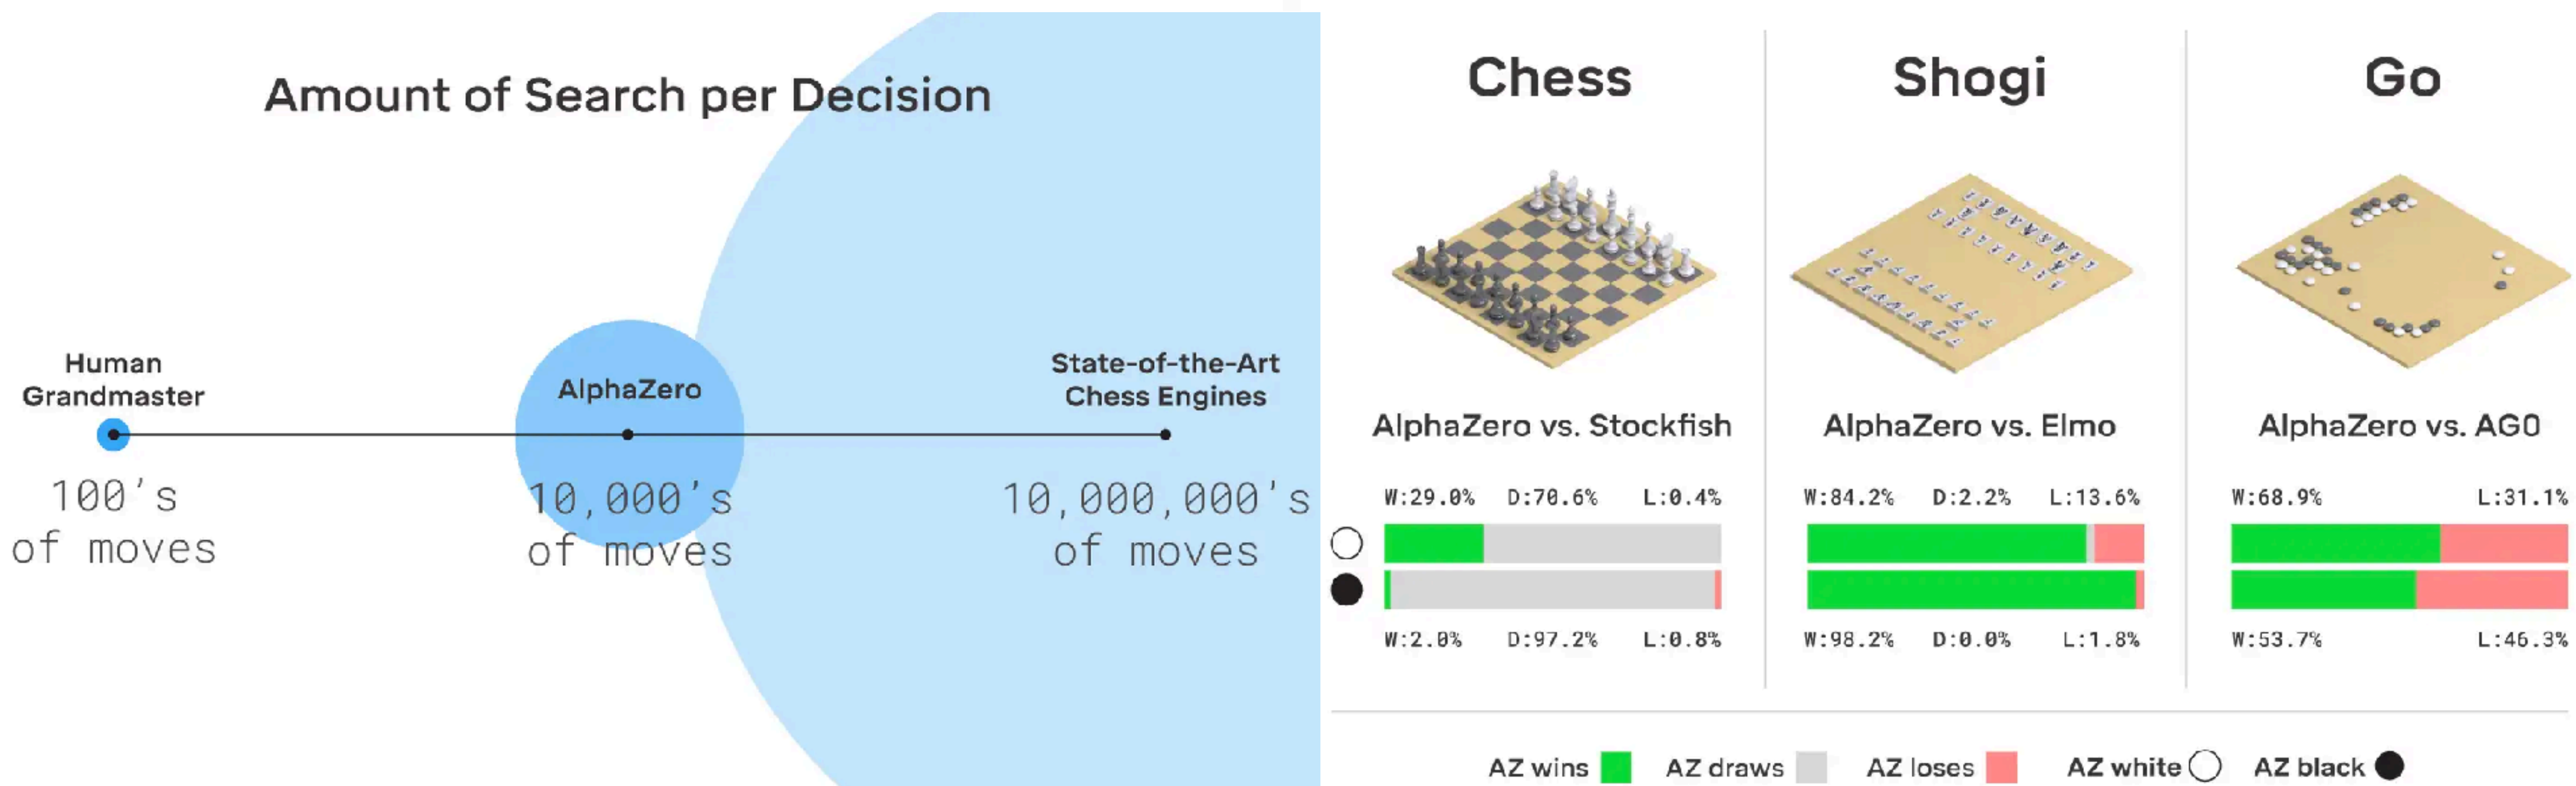 Amount of Search per Decision
Human
Grandmaster
AlphaZero
State-of-the-Art
Chess Engines
100's
of moves
10,000's
of moves
10,000,000's
of moves
Chess
AlphaZero vs. Stockfish
W:29.0% D:70.6% L:0.4%
W:2.0% D:97.2% L:0.8%
Shogi
AlphaZero vs. Elmo
W:84.2% D:2.2% L:13.6%
W:98.2% D:0.0% L:1.8%
Go
AlphaZero vs. AG0
W:68.9% L:31.1%
W:53.7% L:46.3%
AZ wins AZ draws AZ loses AZ white AZ black